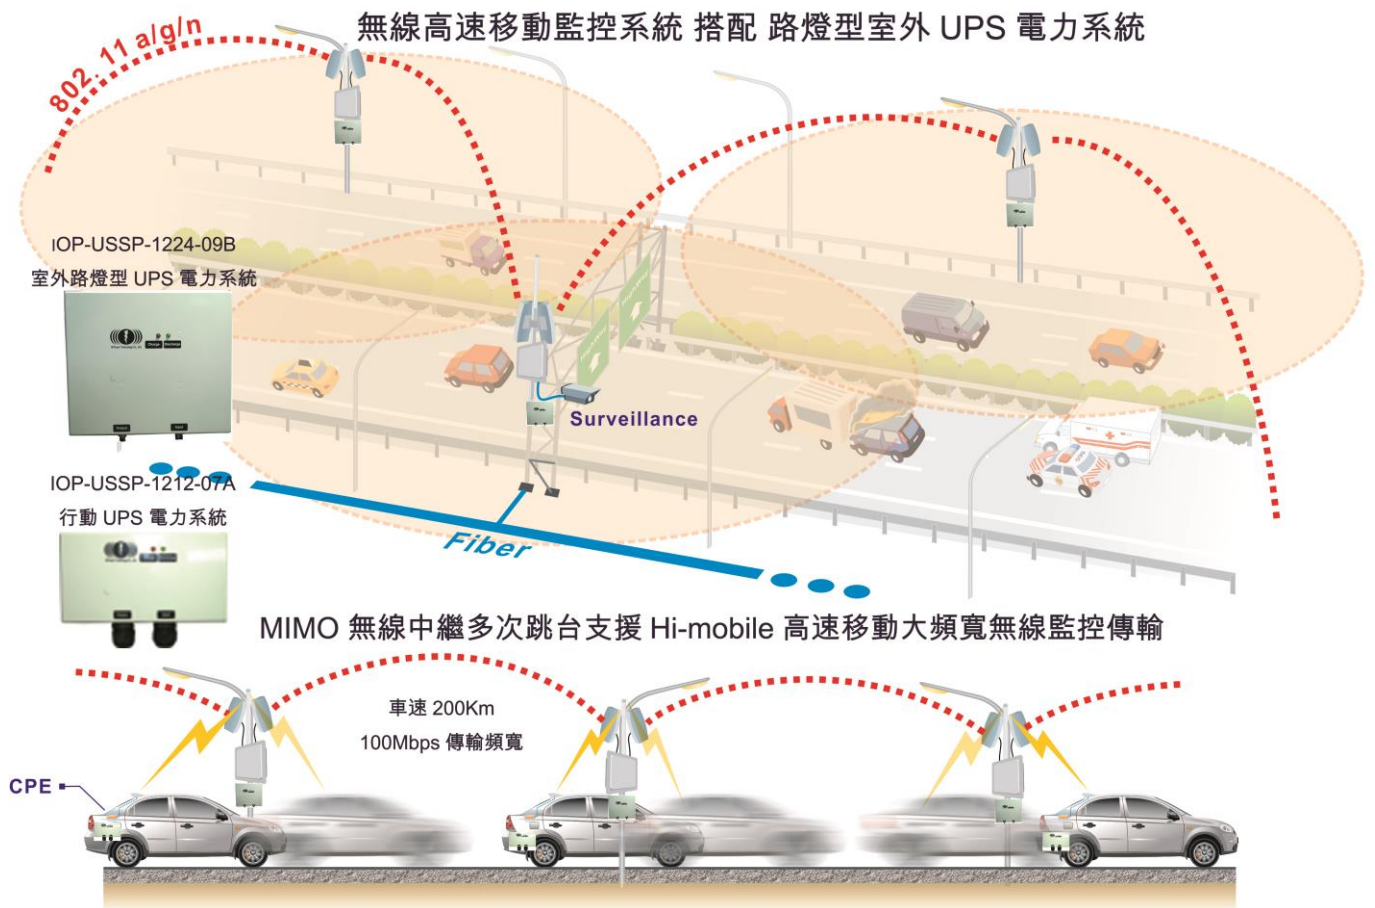 無線高速移動監控系統 搭配 路燈型室外 UPS 電力系統
802. 11 a/g/n
IOP-USSP-1224-09B
室外路燈型 UPS 電力系統
Charge Discharge
Output Input
Surveillance
IOP-USSP-1212-07A
行動 UPS 電力系統
Fiber
MIMO 無線中繼多次跳台支援 Hi-mobile 高速移動大頻寬無線監控傳輸
車速 200Km
100Mbps 傳輸頻寬
CPE